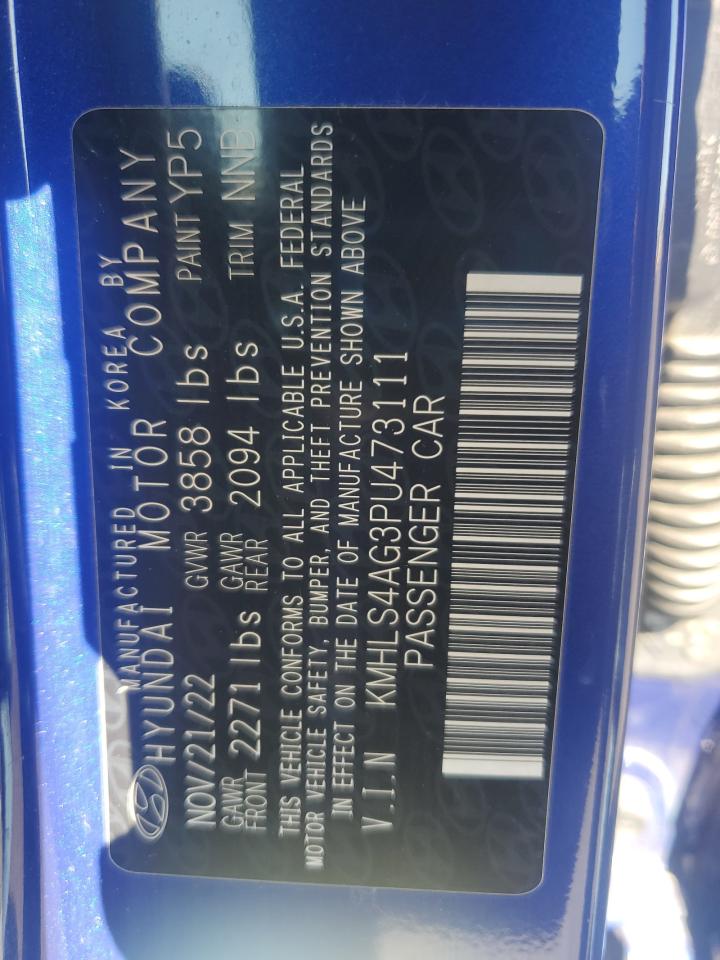 MANUFACTURED IN KOREA BY
HYUNDAI MOTOR COMPANY
NOV/21/22 GVWR 3858 lbs PAINT YP5
GAWR FRONT 2271 lbs GAWR REAR 2094 lbs TRIM NNB
THIS VEHICLE CONFORMS TO ALL APPLICABLE U.S.A. FEDERAL
MOTOR VEHICLE SAFETY, BUMPER, AND THEFT PREVENTION STANDARDS
IN EFFECT ON THE DATE OF MANUFACTURE SHOWN ABOVE
V.I.N KMHLS4AG3PU473111
PASSENGER CAR